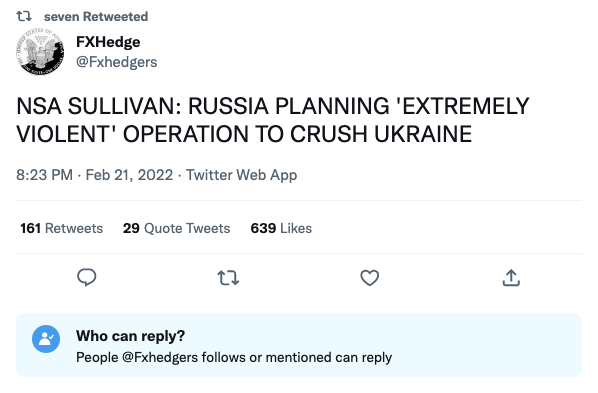 seven Retweeted
FXHedge
@Fxhedgers
NSA SULLIVAN: RUSSIA PLANNING 'EXTREMELY
VIOLENT' OPERATION TO CRUSH UKRAINE
8:23 PM · Feb 21, 2022 · Twitter Web App
161 Retweets 29 Quote Tweets 639 Likes
Who can reply?
People @Fxhedgers follows or mentioned can reply